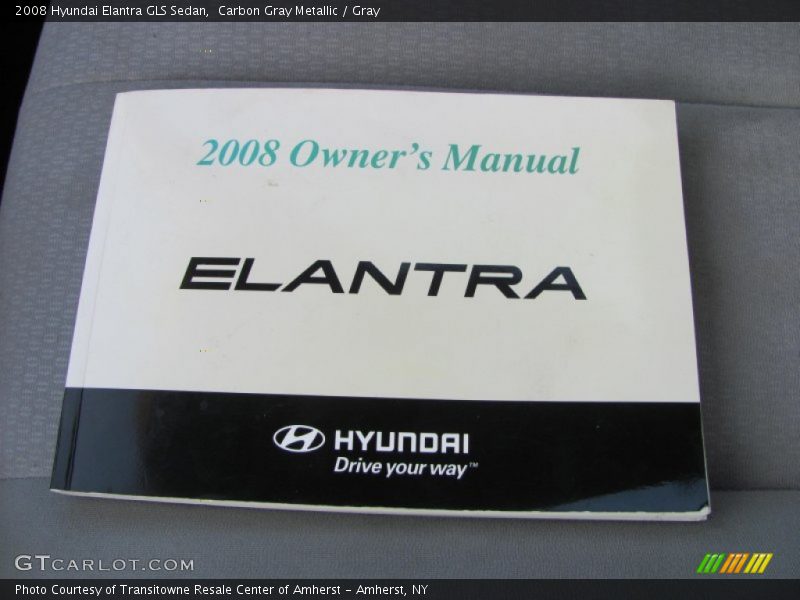 2008 Hyundai Elantra GLS Sedan,  Carbon Gray Metallic / Gray
2008 Owner's Manual
ELANTRA
HYUNDAI
Drive your way™
GTCARLOT.COM
Photo Courtesy of Transitowne Resale Center of Amherst - Amherst, NY